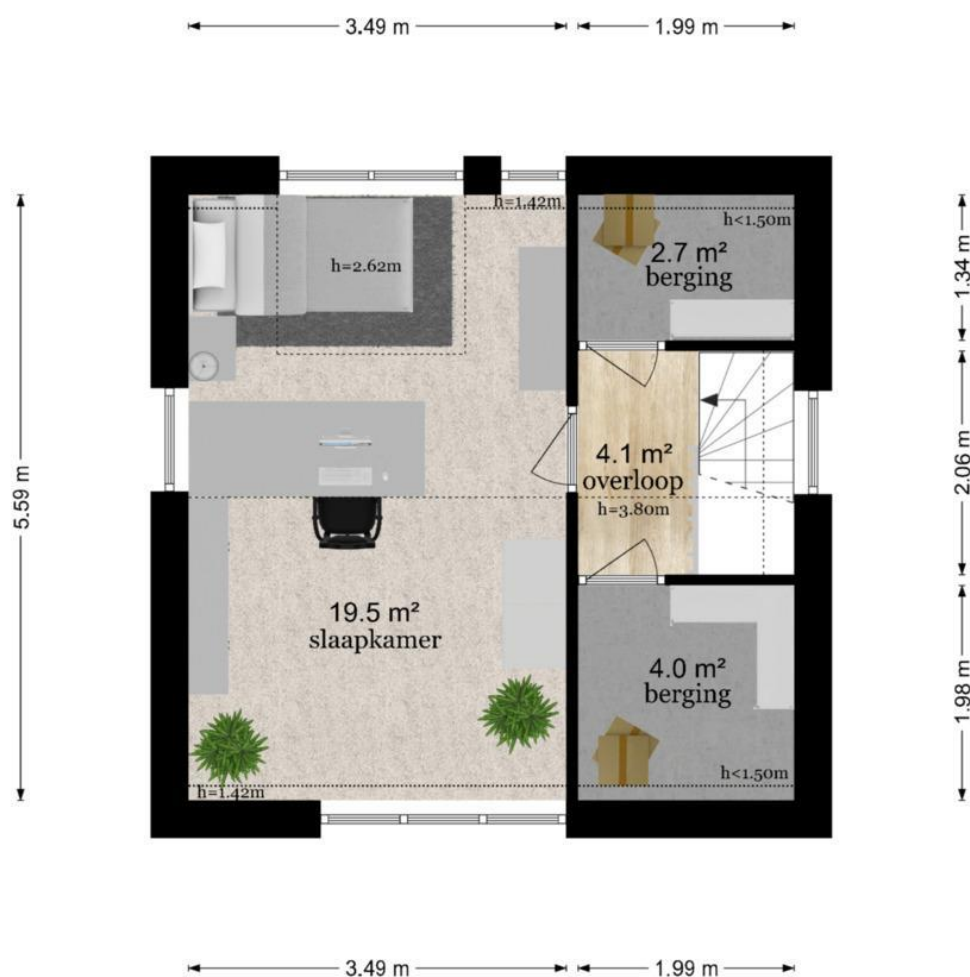 3.49 m
1.99 m
h=1.42m
h<1.50m
2.7 m²
berging
h=2.62m
1.34 m
5.59 m
4.1 m²
overloop
h=3.80m
2.06 m
19.5 m²
slaapkamer
4.0 m²
berging
1.98 m
h<1.50m
h=1.42m
3.49 m
1.99 m